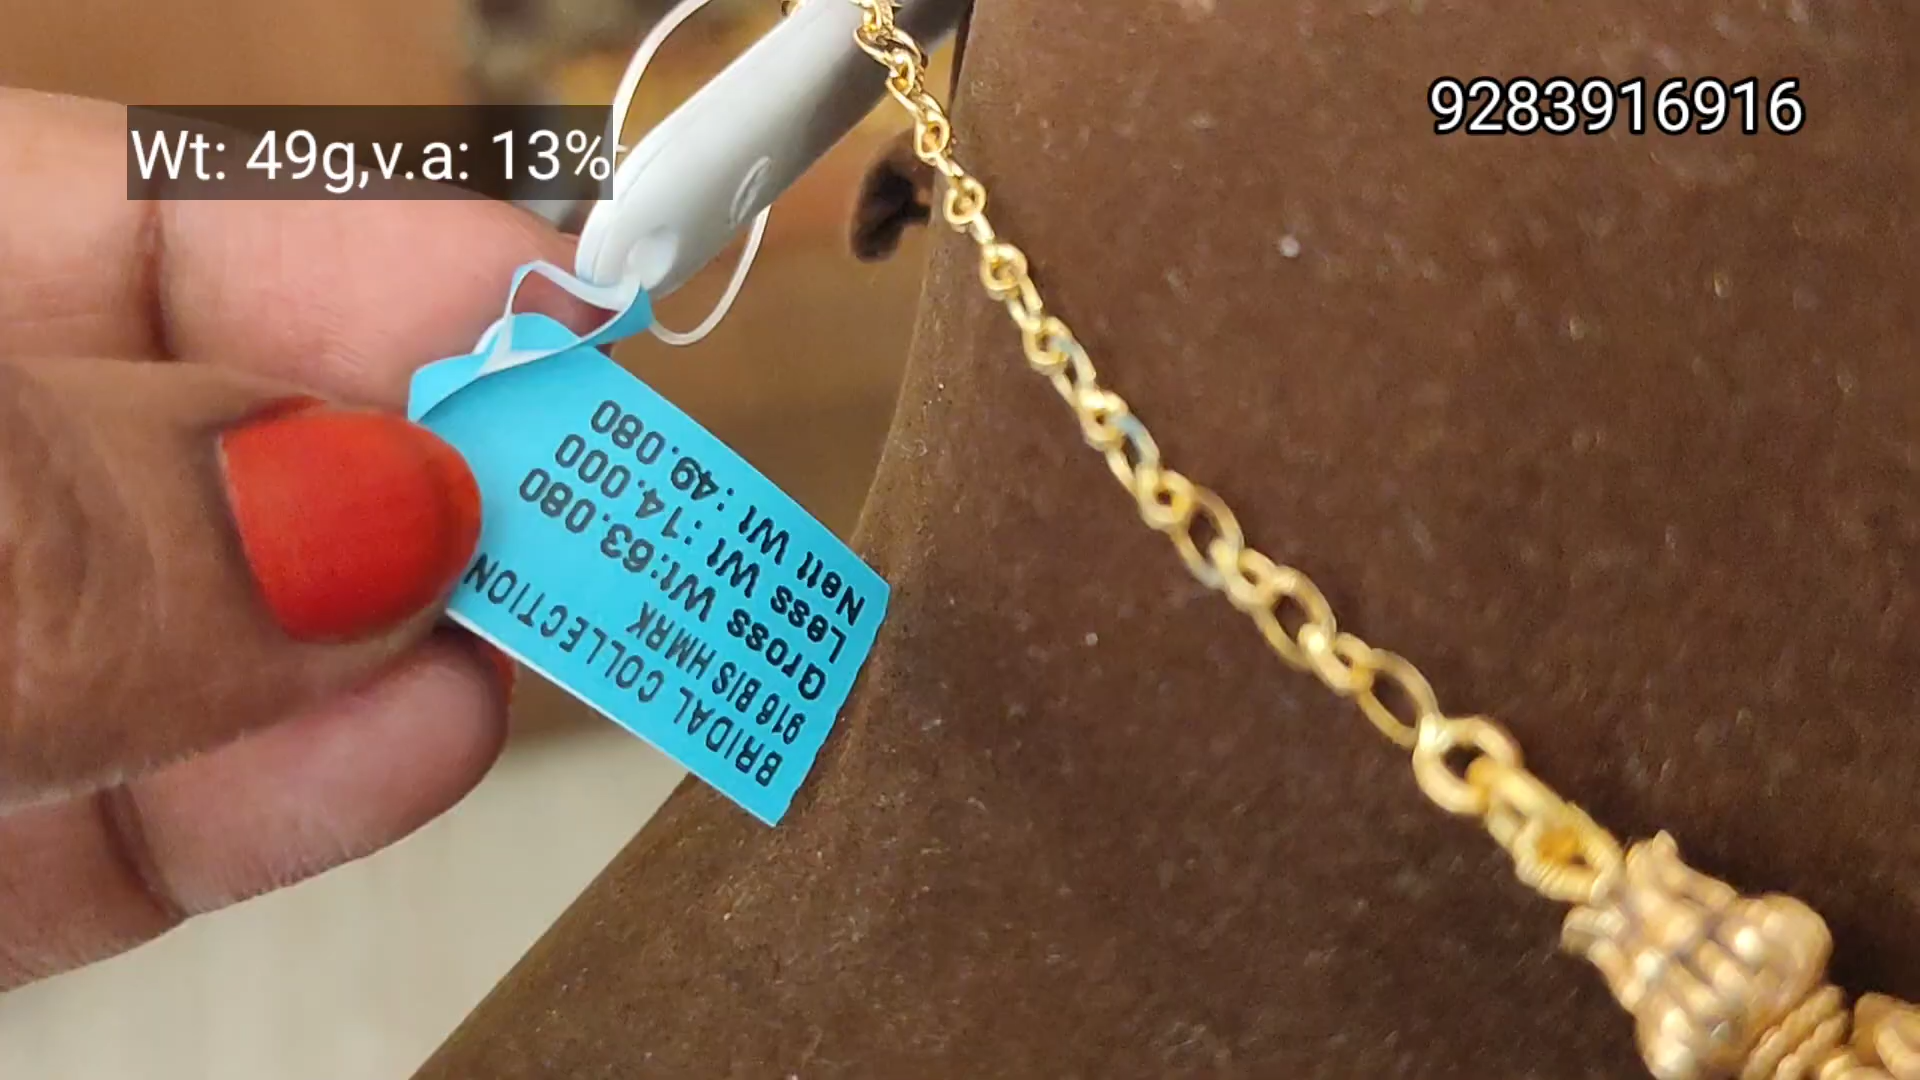 Wt: 49g,v.a: 13%
9283916916
BRIDAL COLLECTION
916 BIS HMRK
Gross Wt:63.080
Less Wt :14.000
Nett Wt :49.080